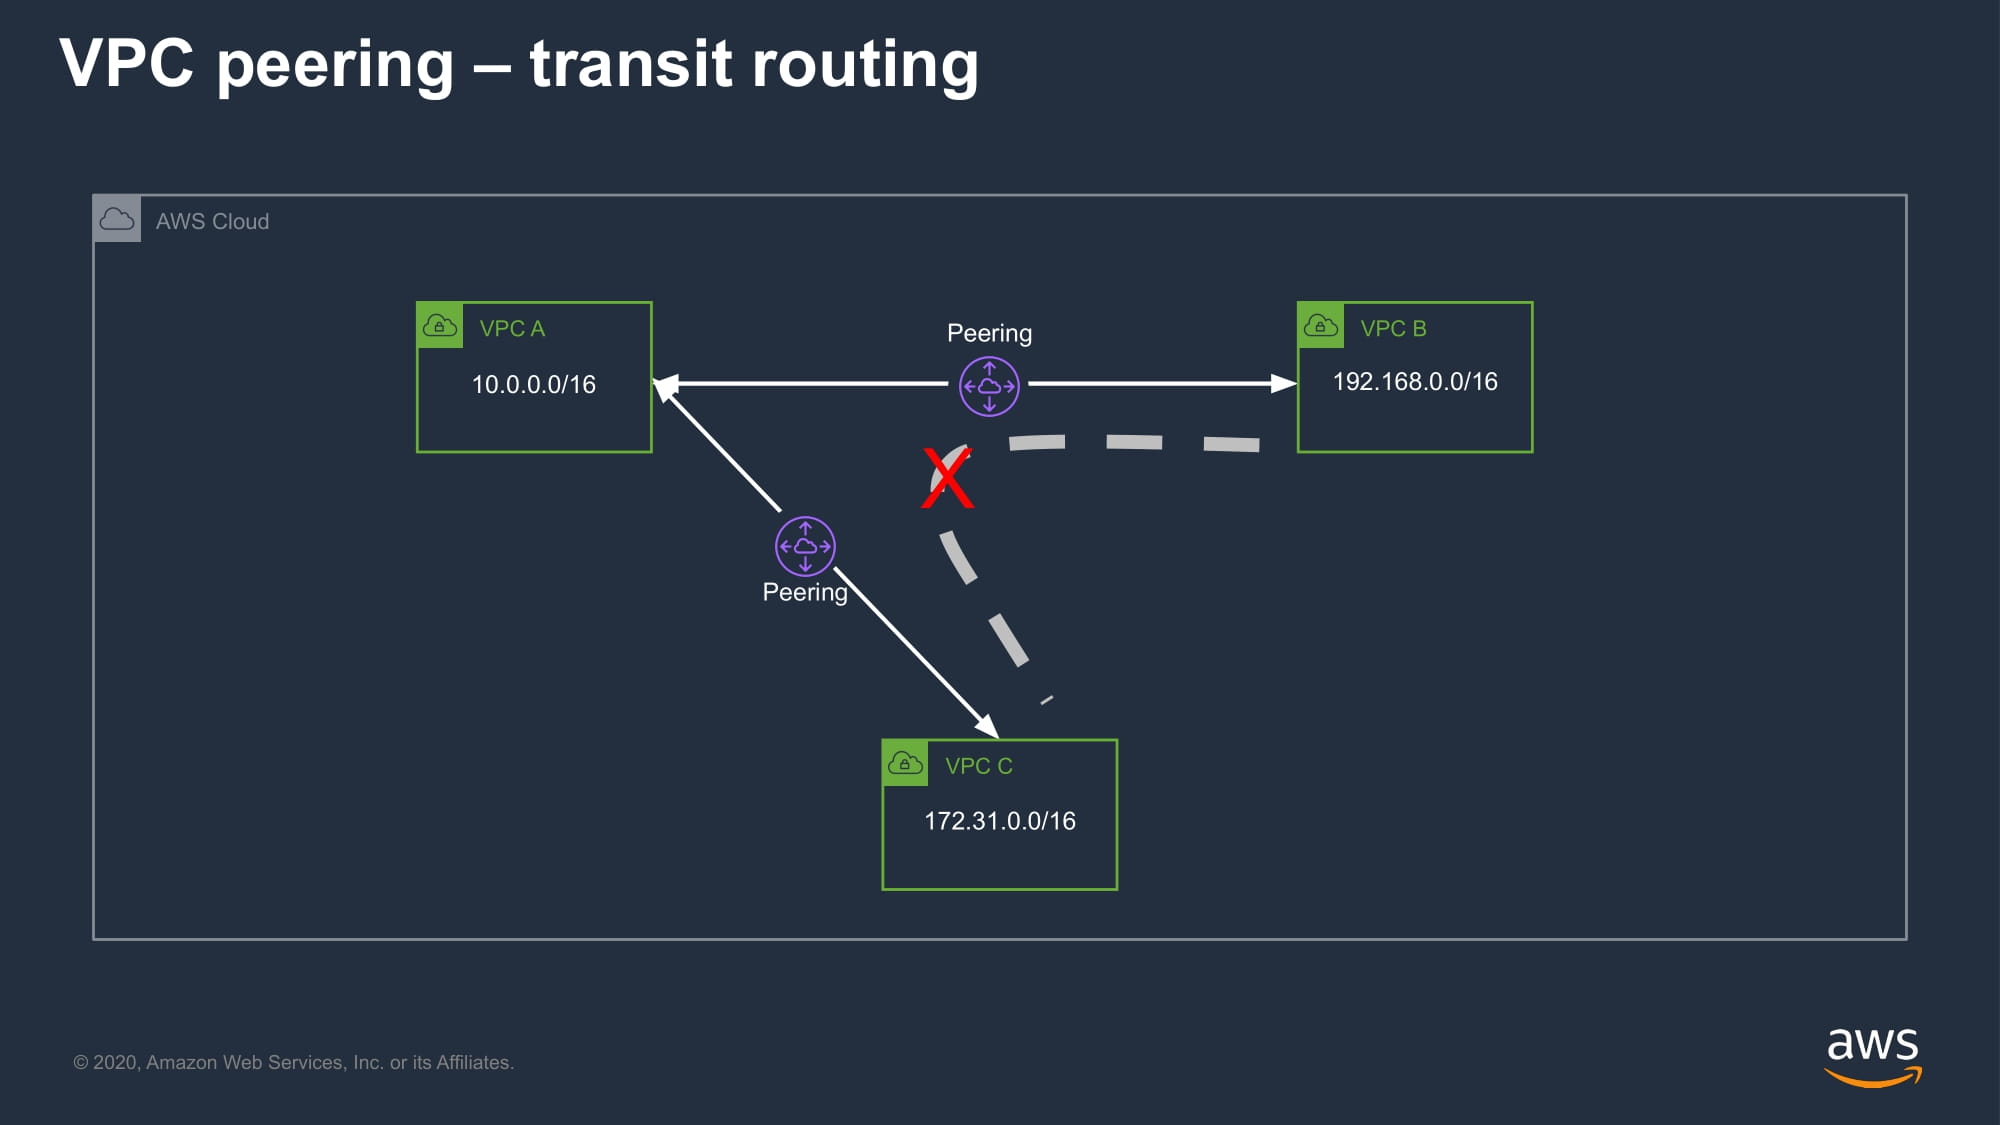 VPC peering – transit routing
AWS Cloud
VPC A
10.0.0.0/16
Peering
VPC B
192.168.0.0/16
X
Peering
VPC C
172.31.0.0/16
© 2020, Amazon Web Services, Inc. or its Affiliates.
aws